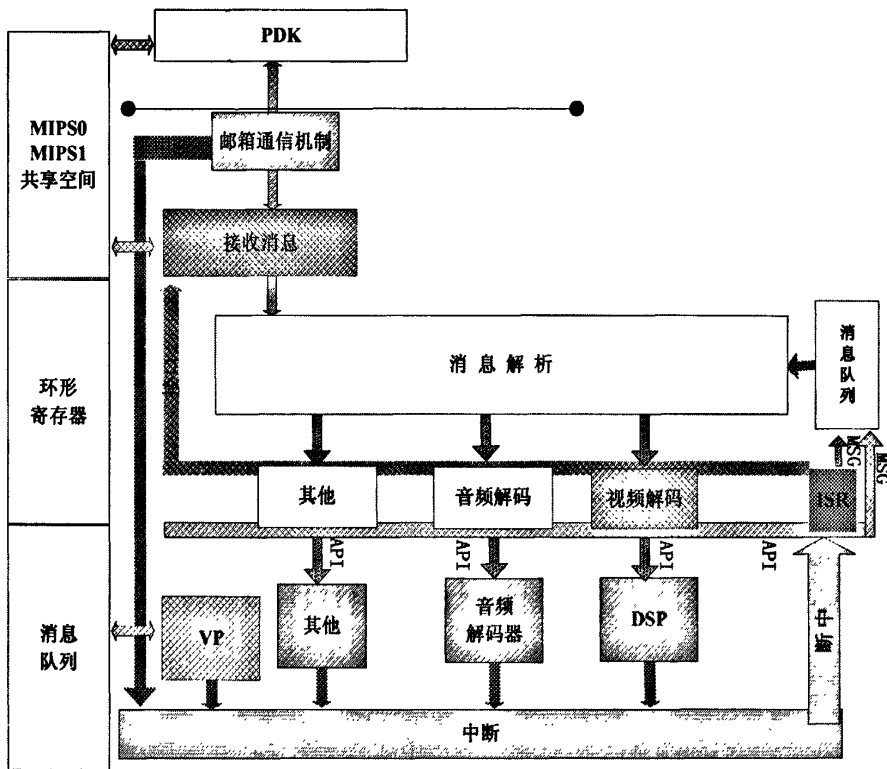 PDK
MIPS0
MIPS1
共享空间
邮箱通信机制
接收消息
消息解析
消息
队列
环形
寄存器
MSG
MSG
其他
音频解码
视频解码
ISR
API
API
API
API
消息
队列
VP
其他
音频
解码器
DSP
断中
中断